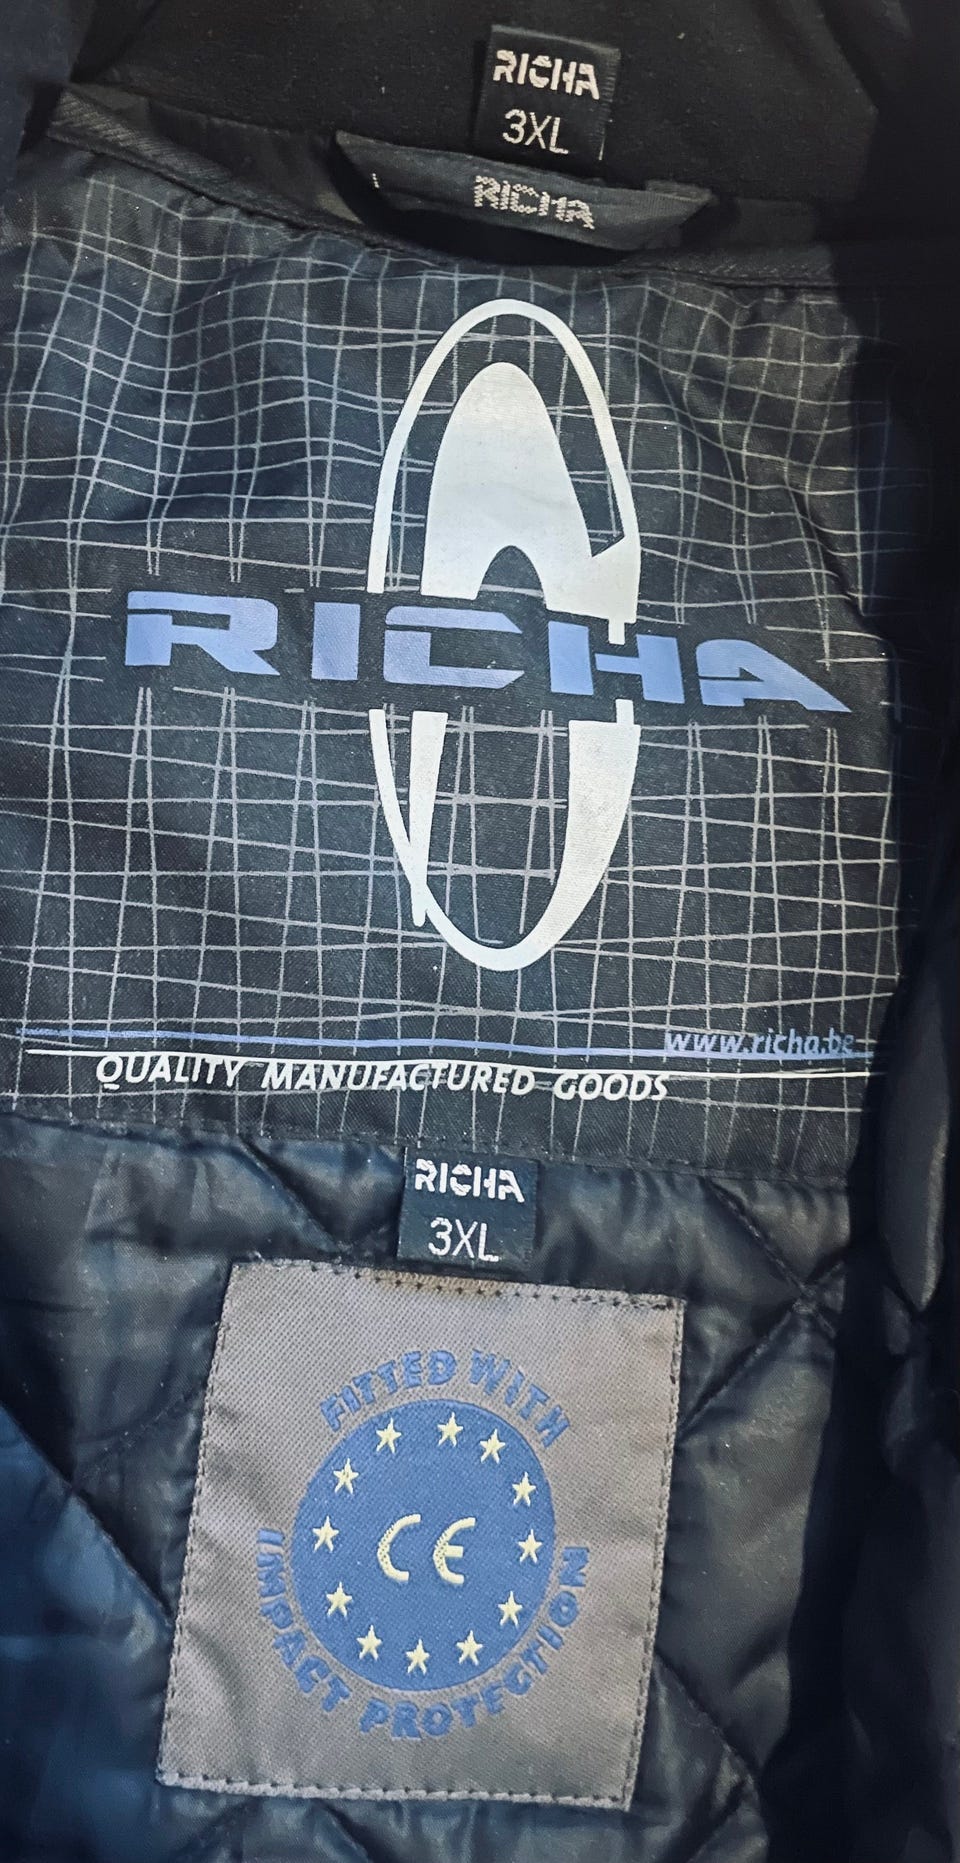 RICHA
3XL
RICHA
RICHA
www.richa.be
QUALITY MANUFACTURED GOODS
RICHA
3XL
FITTED WITH
CE
IMPACT PROTECTION